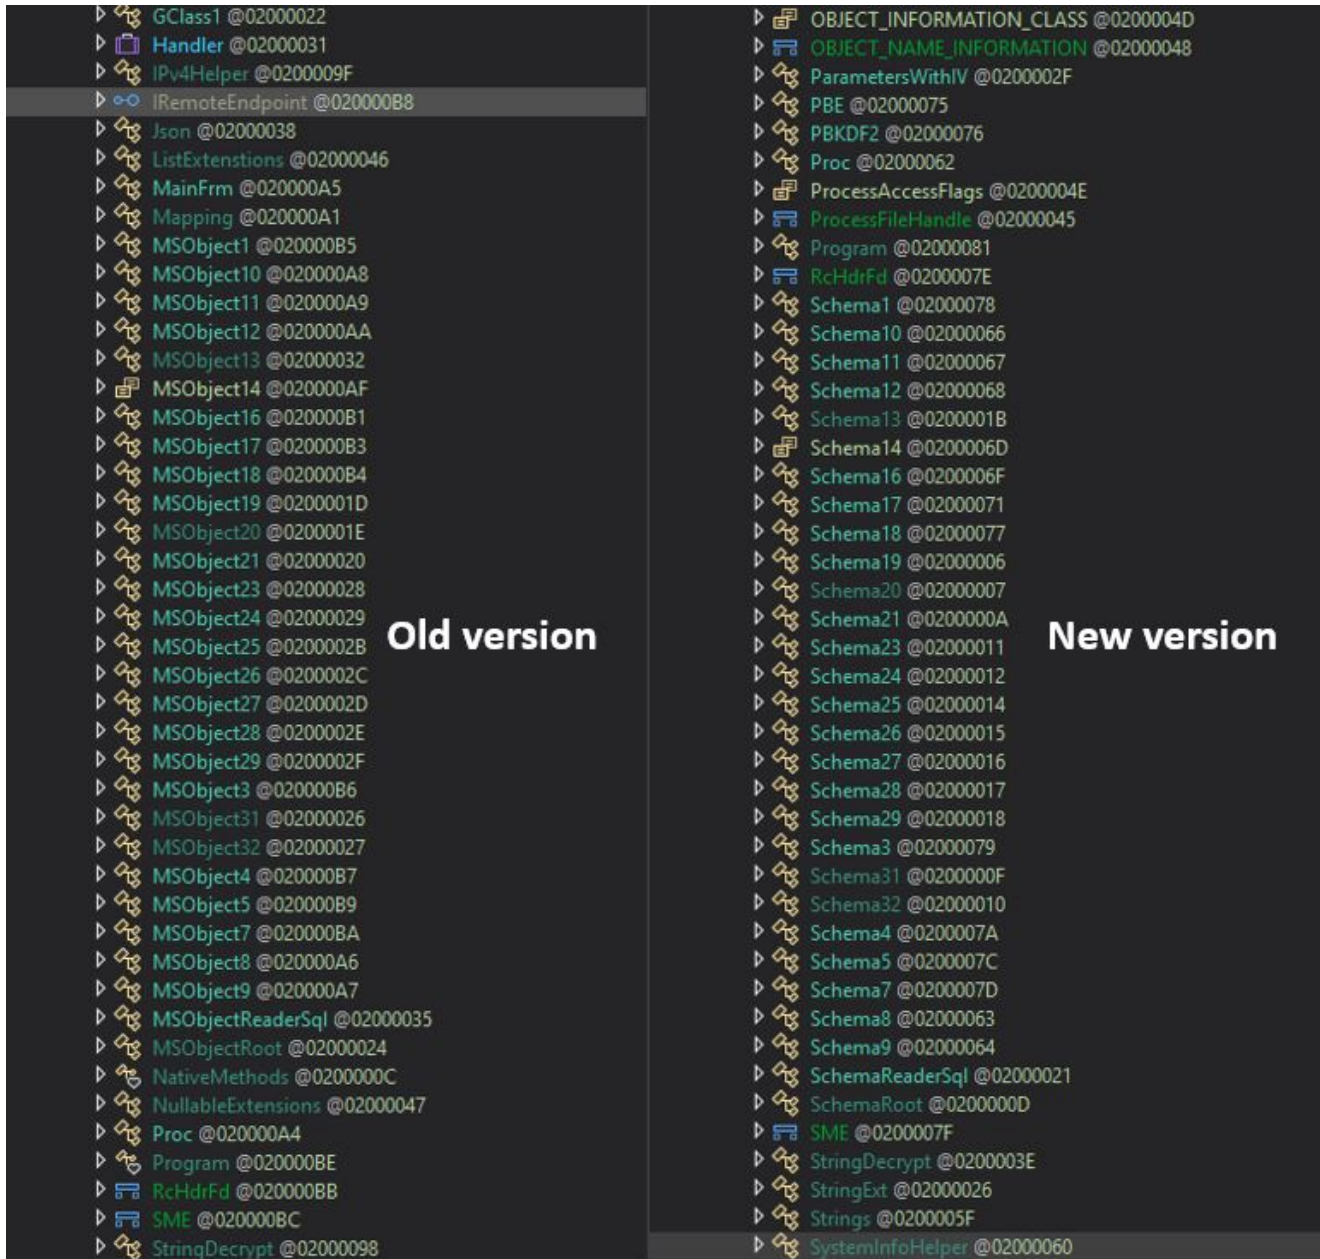 GClass1 @02000022
Handler @02000031
IPv4Helper @0200009F
IRemoteEndpoint @020000B8
Json @02000038
ListExtenstions @02000046
MainFrm @020000A5
Mapping @020000A1
MSObject1 @020000B5
MSObject10 @020000A8
MSObject11 @020000A9
MSObject12 @020000AA
MSObject13 @02000032
MSObject14 @020000AF
MSObject16 @020000B1
MSObject17 @020000B3
MSObject18 @020000B4
MSObject19 @0200001D
MSObject20 @0200001E
MSObject21 @02000020
MSObject23 @02000028
MSObject24 @02000029
MSObject25 @0200002B
MSObject26 @0200002C
MSObject27 @0200002D
MSObject28 @0200002E
MSObject29 @0200002F
MSObject3 @020000B6
MSObject31 @02000026
MSObject32 @02000027
MSObject4 @020000B7
MSObject5 @020000B9
MSObject7 @020000BA
MSObject8 @020000A6
MSObject9 @020000A7
MSObjectReaderSql @02000035
MSObjectRoot @02000024
NativeMethods @0200000C
NullableExtensions @02000047
Proc @020000A4
Program @020000BE
RcHdrFd @020000BB
SME @020000BC
StringDecrypt @02000098
Old version
OBJECT_INFORMATION_CLASS @0200004D
OBJECT_NAME_INFORMATION @02000048
ParametersWithIV @0200002F
PBE @02000075
PBKDF2 @02000076
Proc @02000062
ProcessAccessFlags @0200004E
ProcessFileHandle @02000045
Program @02000081
RcHdrFd @0200007E
Schema1 @02000078
Schema10 @02000066
Schema11 @02000067
Schema12 @02000068
Schema13 @0200001B
Schema14 @0200006D
Schema16 @0200006F
Schema17 @02000071
Schema18 @02000077
Schema19 @02000006
Schema20 @02000007
Schema21 @0200000A
Schema23 @02000011
Schema24 @02000012
Schema25 @02000014
Schema26 @02000015
Schema27 @02000016
Schema28 @02000017
Schema29 @02000018
Schema3 @02000079
Schema31 @0200000F
Schema32 @02000010
Schema4 @0200007A
Schema5 @0200007C
Schema7 @0200007D
Schema8 @02000063
Schema9 @02000064
SchemaReaderSql @02000021
SchemaRoot @0200000D
SME @0200007F
StringDecrypt @0200003E
StringExt @02000026
Strings @0200005F
SystemInfoHelper @02000060
New version